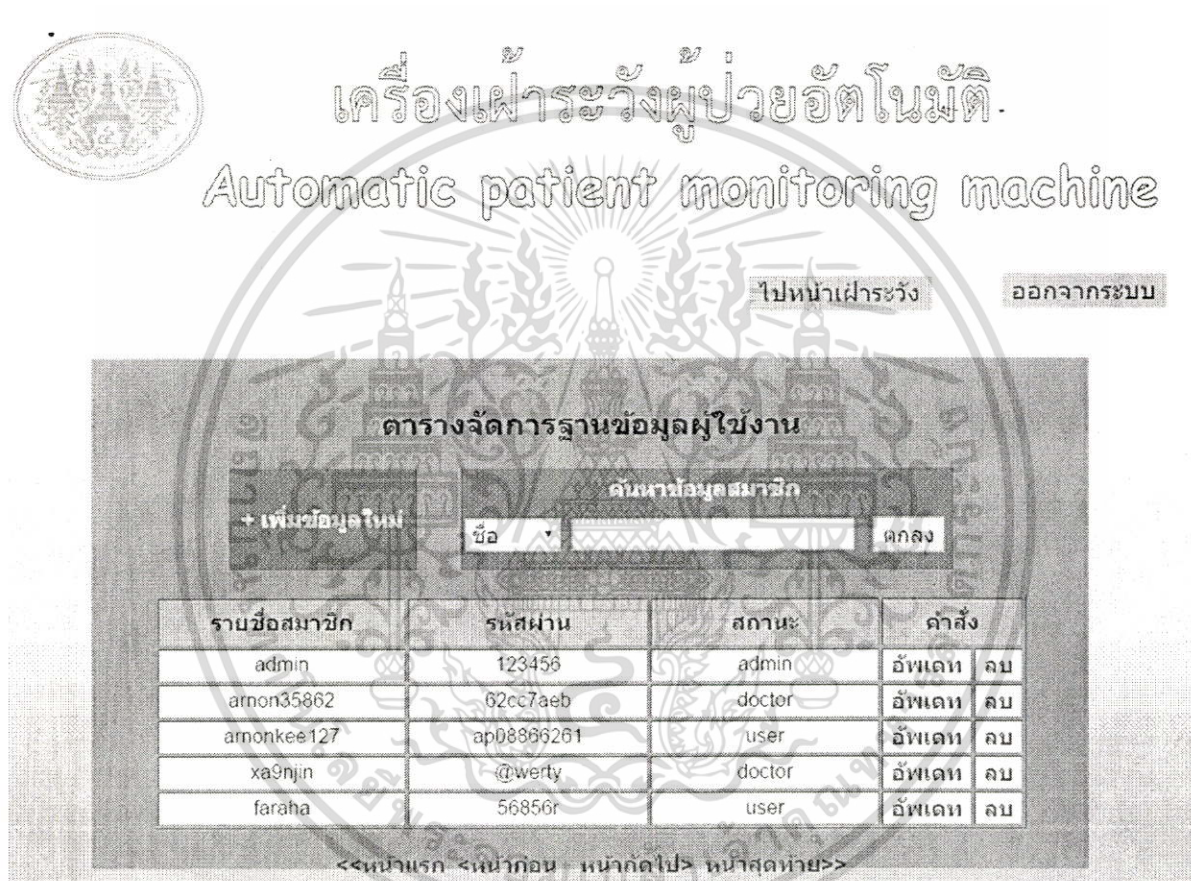 เครื่องเฝ้าระวังผู้ป่วยอัตโนมัติ
Automatic patient monitoring machine
ไปหน้าเฝ้าระวัง ออกจากระบบ
ตารางจัดการฐานข้อมูลผู้ใช้งาน
ค้นหาข้อมูลสมาชิก
+ เพิ่มข้อมูลใหม่ ชื่อ ตกลง
รายชื่อสมาชิก รหัสผ่าน สถานะ คำสั่ง
admin 123456 admin อัพเดท ลบ
arnon35862 62cc7aeb doctor อัพเดท ลบ
arnonkee127 ap08866261 user อัพเดท ลบ
xa9njin @werty doctor อัพเดท ลบ
faraha 56856r user อัพเดท ลบ
<<หน้าแรก <หน้าก่อน หน้าถัดไป> หน้าสุดท้าย>>